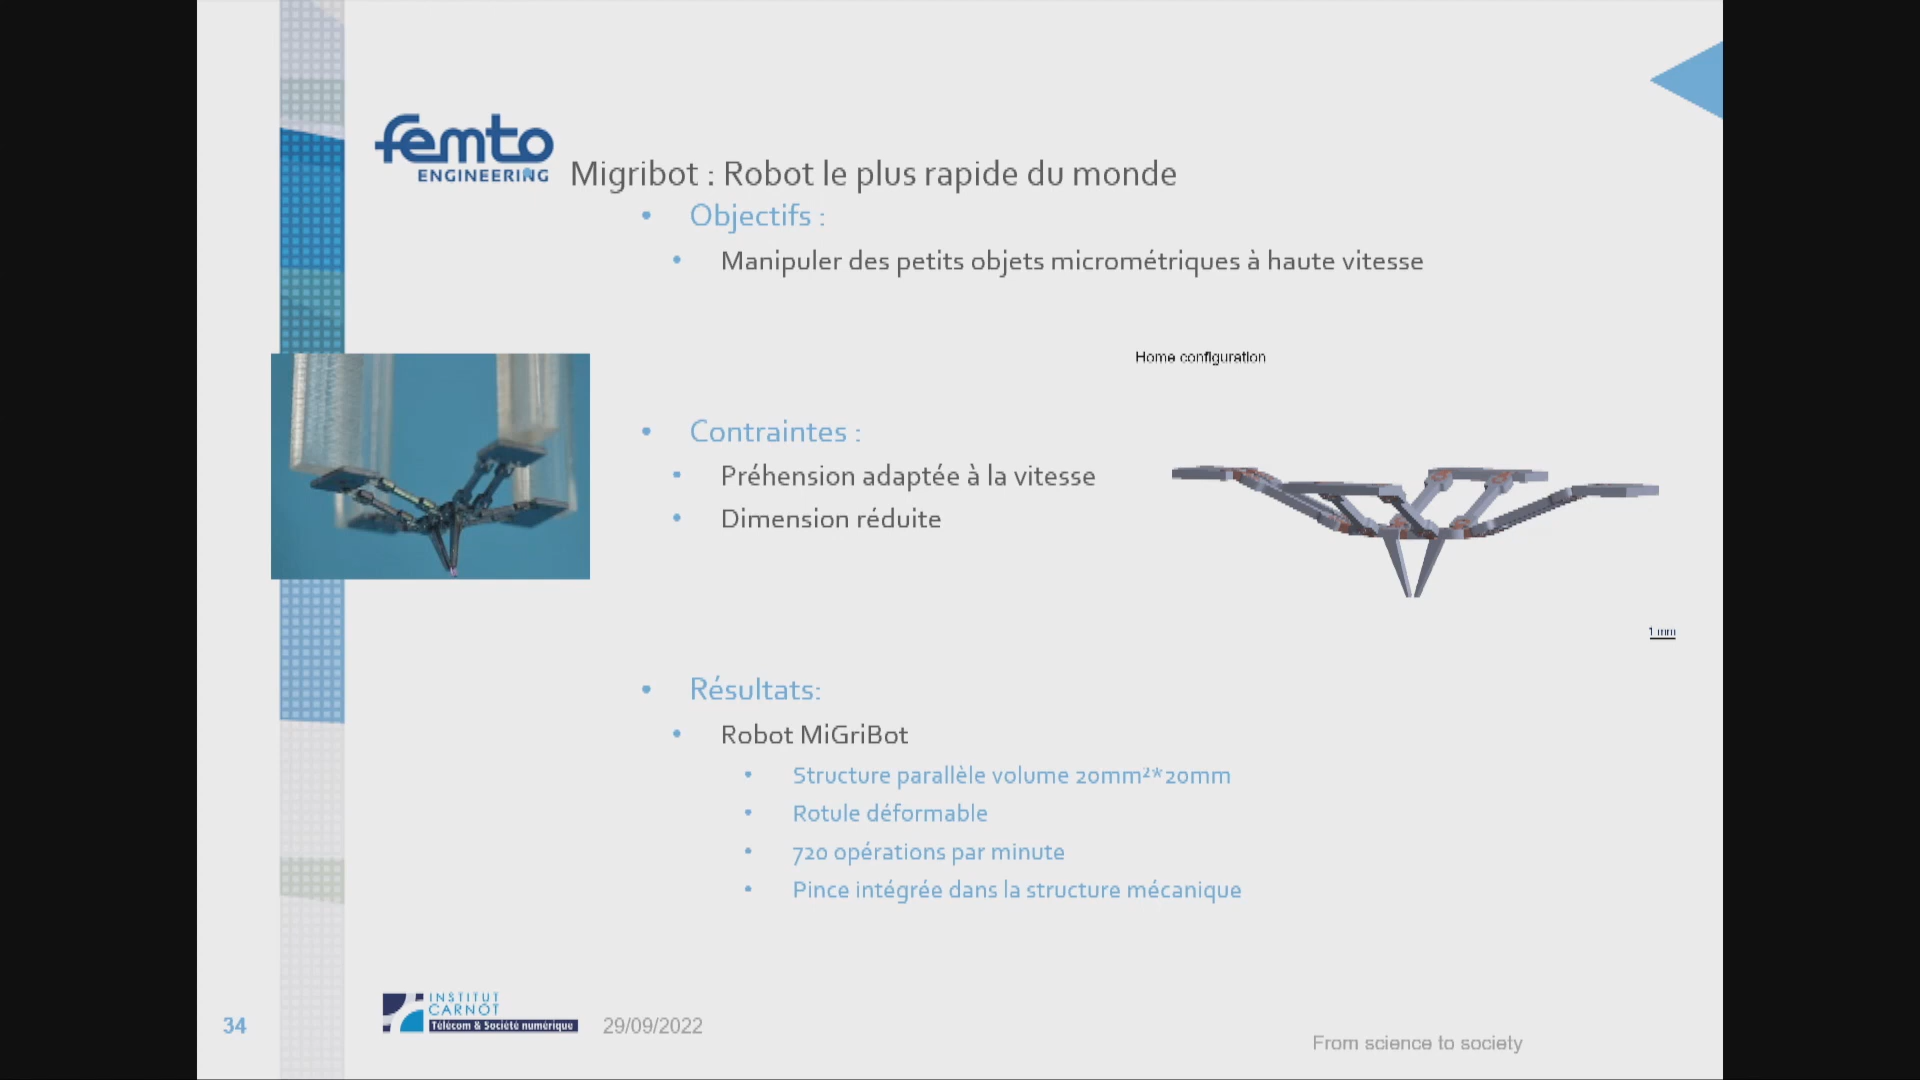 femto
ENGINEERING
Migribot : Robot le plus rapide du monde
• Objectifs :
• Manipuler des petits objets micrométriques à haute vitesse
Home configuration
• Contraintes :
• Préhension adaptée à la vitesse
• Dimension réduite
1 mm
• Résultats:
• Robot MiGriBot
• Structure parallèle volume 20mm²*20mm
• Rotule déformable
• 720 opérations par minute
• Pince intégrée dans la structure mécanique
34
INSTITUT
CARNOT
Télécom & Société numérique
29/09/2022
From science to society